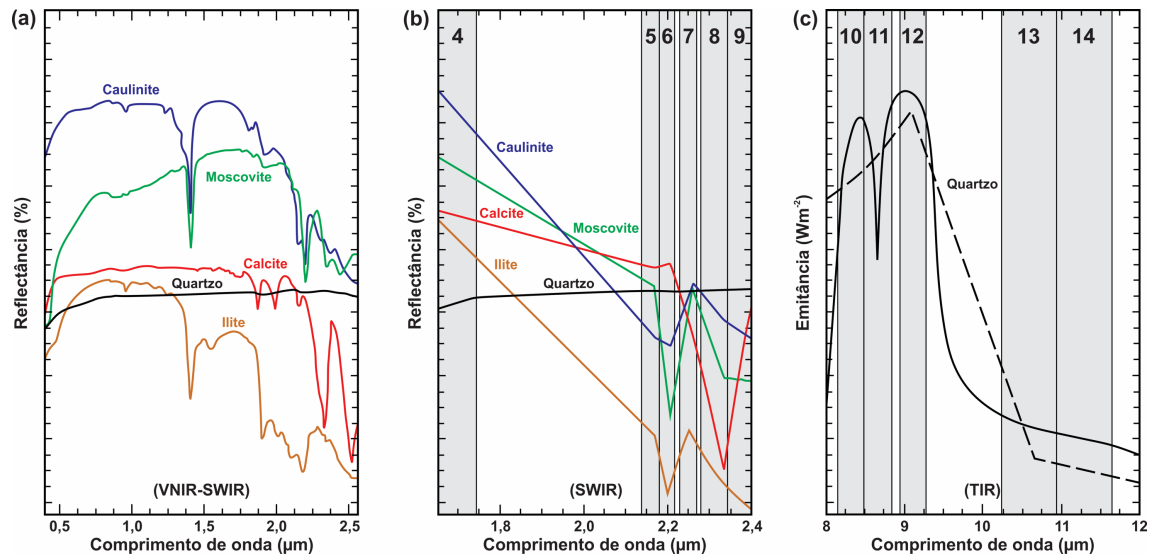 (a)
Caulinite
Moscovite
Calcite
Quartzo
Ilite
(VNIR-SWIR)
Reflectância (%)
0,5 1,0 1,5 2,0 2,5
Comprimento de onda (µm)
(b)
4 5 6 7 8 9
Caulinite
Moscovite
Calcite
Ilite
Quartzo
(SWIR)
Reflectância (%)
1,8 2,0 2,2 2,4
Comprimento de onda (µm)
(c)
10 11 12 13 14
Quartzo
(TIR)
Emitância (Wm-2)
8 9 10 11 12
Comprimento de onda (µm)